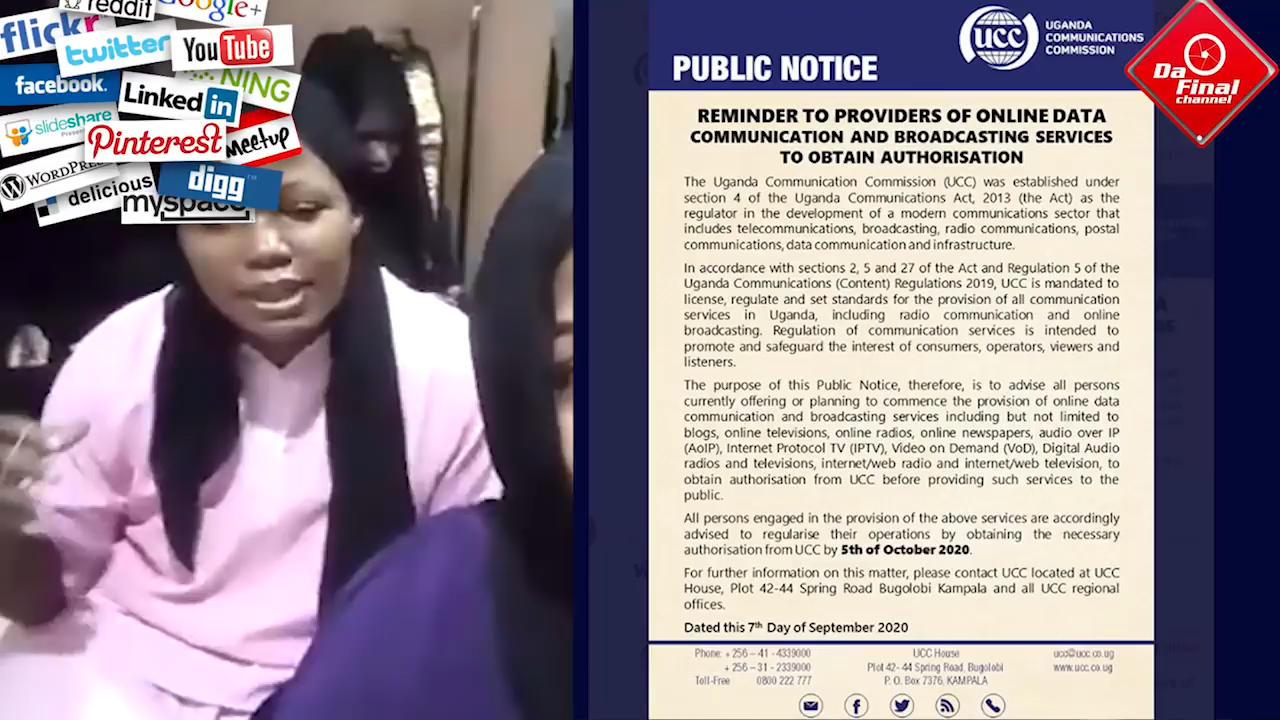 reddit
Google+
flickr
twitter
You Tube
facebook.
NING
Linked in
slideshare
Pinterest
Meetup
WORDPRE
delicious
digg
myspace
UCC
UGANDA
COMMUNICATIONS
COMMISSION
PUBLIC NOTICE
Da
Final
channel
REMINDER TO PROVIDERS OF ONLINE DATA
COMMUNICATION AND BROADCASTING SERVICES
TO OBTAIN AUTHORISATION
The Uganda Communication Commission (UCC) was established under
section 4 of the Uganda Communications Act, 2013 (the Act) as the
regulator in the development of a modern communications sector that
includes telecommunications, broadcasting, radio communications, postal
communications, data communication and infrastructure.
In accordance with sections 2, 5 and 27 of the Act and Regulation 5 of the
Uganda Communications (Content) Regulations 2019, UCC is mandated to
license, regulate and set standards for the provision of all communication
services in Uganda, including radio communication and online
broadcasting. Regulation of communication services is intended to
promote and safeguard the interest of consumers, operators, viewers and
listeners.
The purpose of this Public Notice, therefore, is to advise all persons
currently offering or planning to commence the provision of online data
communication and broadcasting services including but not limited to
blogs, online televisions, online radios, online newspapers, audio over IP
(AoIP), Internet Protocol TV (IPTV), Video on Demand (VoD), Digital Audio
radios and televisions, internet/web radio and internet/web television, to
obtain authorisation from UCC before providing such services to the
public.
All persons engaged in the provision of the above services are accordingly
advised to regularise their operations by obtaining the necessary
authorisation from UCC by 5th of October 2020.
For further information on this matter, please contact UCC located at UCC
House, Plot 42-44 Spring Road Bugolobi Kampala and all UCC regional
offices.
Dated this 7th Day of September 2020
Phone: +256-41-4339000 UCC House ucc@ucc.co.ug
+256-31-2339000 Plot 42-44 Spring Road, Bugolobi www.ucc.co.ug
Toll-Free 0800 222 777 P. O. Box 7376, KAMPALA